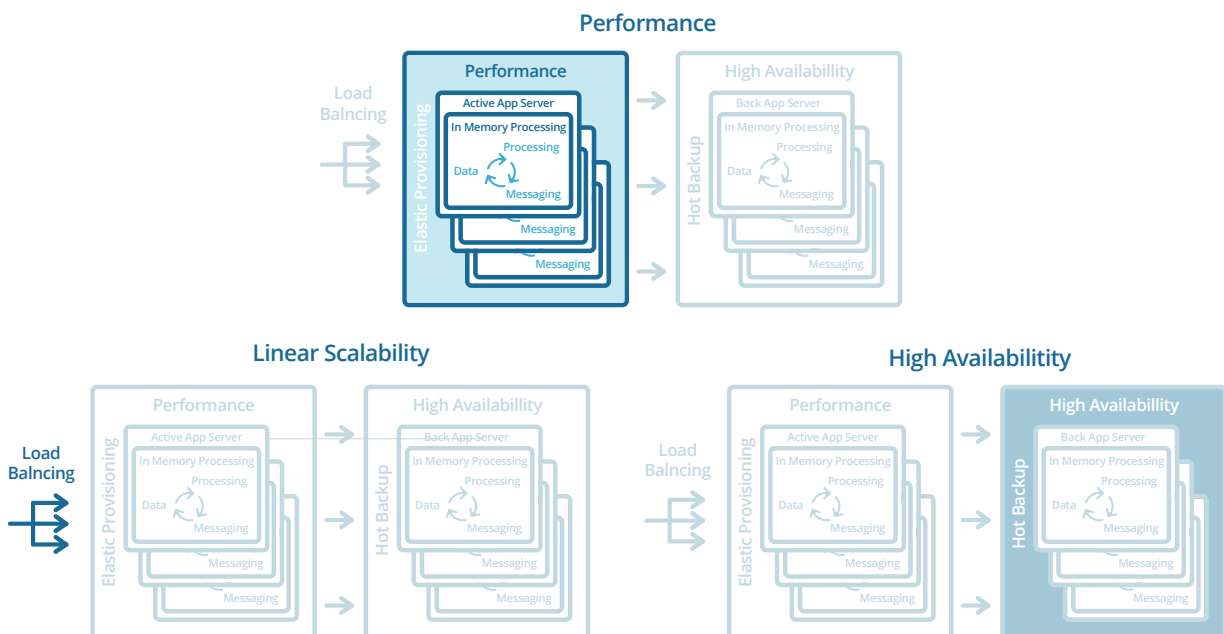 Performance
Performance
High Availabillity
Load
Balncing
Active App Server
Back App Server
Elastic Provisioning
Hot Backup
In Memory Processing
In Memory Processing
Processing
Processing
Data
Data
Messaging
Messaging
Messaging
Messaging
Messaging
Messaging
Linear Scalability
Performance
High Availabillity
Load
Balncing
Active App Server
Back App Server
Elastic Provisioning
Hot Backup
In Memory Processing
In Memory Processing
Processing
Processing
Data
Data
Messaging
Messaging
Messaging
Messaging
Messaging
Messaging
High Availabilitity
Performance
High Availabillity
Load
Balncing
Active App Server
Back App Server
Elastic Provisioning
Hot Backup
In Memory Processing
In Memory Processing
Processing
Processing
Data
Data
Messaging
Messaging
Messaging
Messaging
Messaging
Messaging